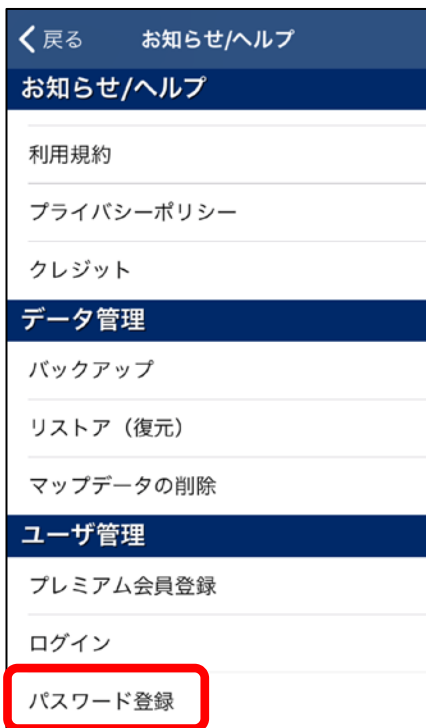 戻る お知らせ/ヘルプ
お知らせ/ヘルプ
利用規約
プライバシーポリシー
クレジット
データ管理
バックアップ
リストア（復元）
マップデータの削除
ユーザ管理
プレミアム会員登録
ログイン
パスワード登録